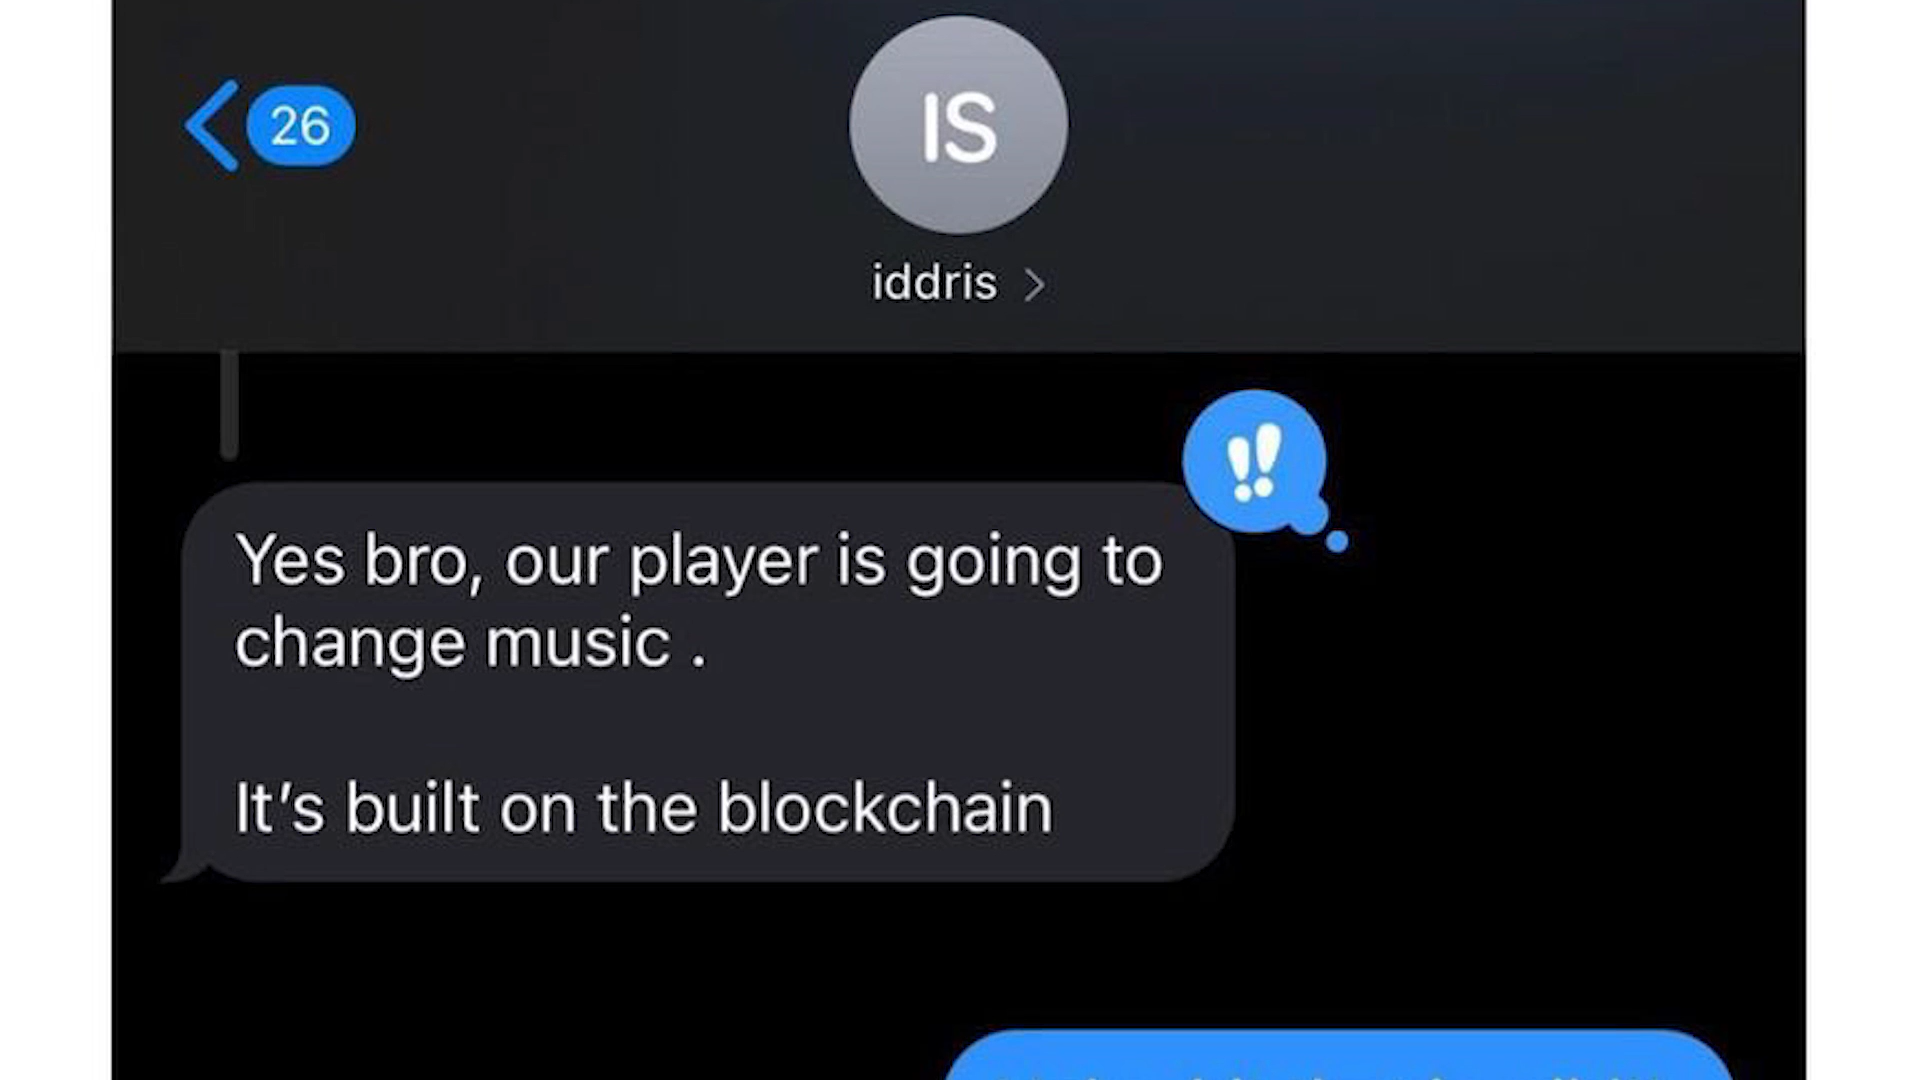 26
IS
iddris
Yes bro, our player is going to
change music .
It's built on the blockchain